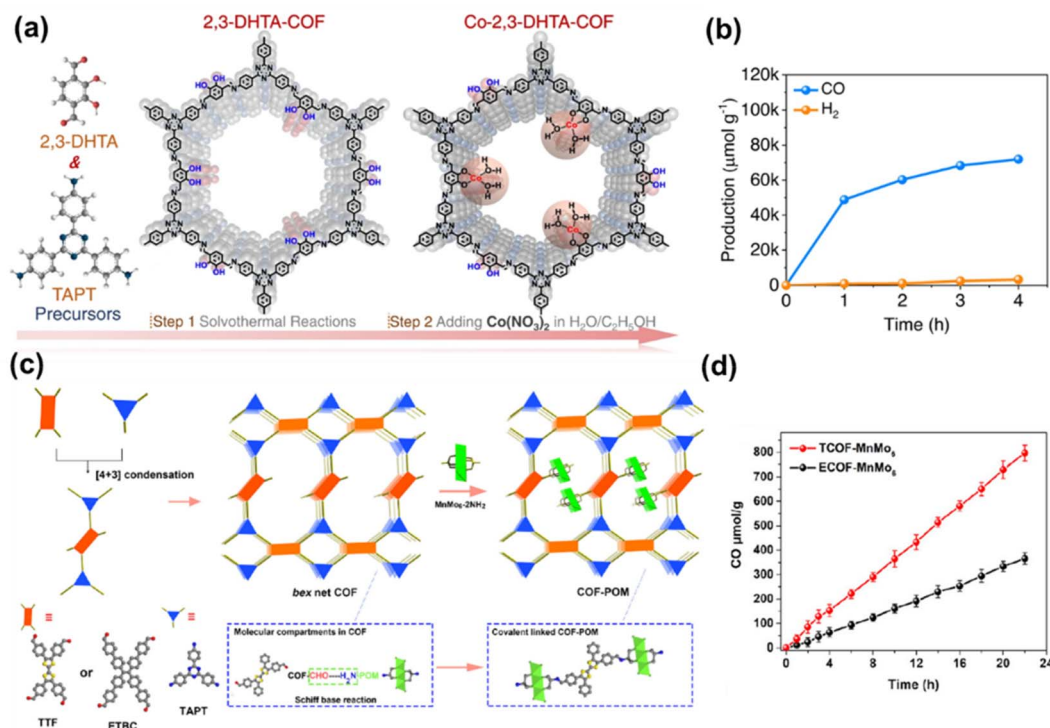 (a)
2,3-DHTA-COF
Co-2,3-DHTA-COF
2,3-DHTA
&
TAPT
Precursors
Step 1 Solvothermal Reactions
Step 2 Adding Co(NO₃)₂ in H₂O/C₂H₅OH
(b)
120k
100k
80k
60k
40k
20k
0
CO
H₂
Production (μmol g⁻¹)
0 1 2 3 4
Time (h)
(c)
[4+3] condensation
MnMo₆-2NH₂
bex net COF
COF-POM
≡
≡
TTF
or
ETBC
TAPT
Molecular compartments in COF
COF-CHO----H₂N-POM
Schiff base reaction
Covalent linked COF-POM
(d)
800
700
600
500
400
300
200
100
0
TCOF-MnMo₆
ECOF-MnMo₆
CO μmol/g
0 2 4 6 8 10 12 14 16 18 20 22 24
Time (h)